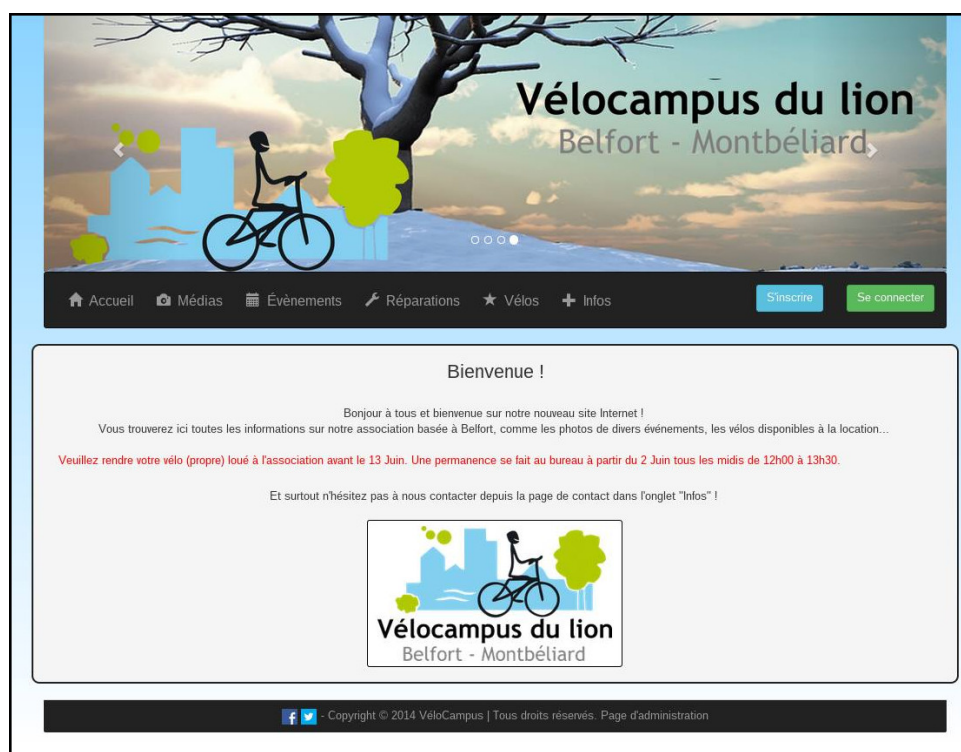 Vélocampus du lion
Belfort - Montbéliard
Accueil Médias Évènements Réparations Vélos Infos S'inscrire Se connecter
Bienvenue !
Bonjour à tous et bienvenue sur notre nouveau site Internet !
Vous trouverez ici toutes les informations sur notre association basée à Belfort, comme les photos de divers événements, les vélos disponibles à la location...
Veuillez rendre votre vélo (propre) loué à l'association avant le 13 Juin. Une permanence se fait au bureau à partir du 2 Juin tous les midis de 12h00 à 13h30.
Et surtout n'hésitez pas à nous contacter depuis la page de contact dans l'onglet "Infos" !
Vélocampus du lion
Belfort - Montbéliard
- Copyright © 2014 VéloCampus | Tous droits réservés. Page d'administration